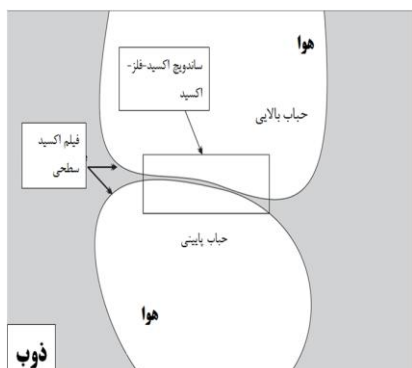 هوا
ساندویچ اکسید-فلز-
اکسید
حباب بالایی
فیلم اکسید
سطحی
حباب پایینی
هوا
ذوب